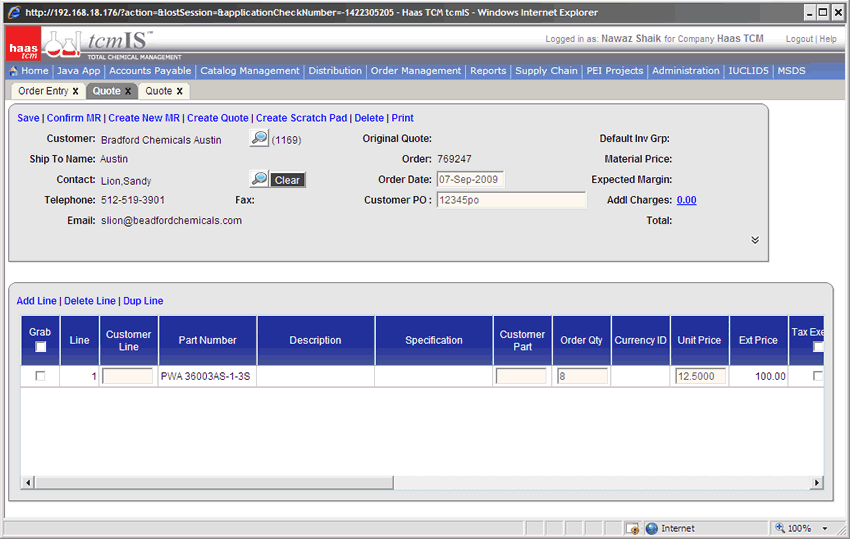 http://192.168.18.176/?action=&lostSession=&applicationCheckNumber=-1422305205 - Haas TCM tcmIS - Windows Internet Explorer
haas tcm
tcmIS™
TOTAL CHEMICAL MANAGEMENT
Logged in as: Nawaz Shaik for Company Haas TCM
Logout | Help
Home | Java App | Accounts Payable | Catalog Management | Distribution | Order Management | Reports | Supply Chain | PEI Projects | Administration | IUCLID5 | MSDS
Order Entry x Quote x Quote x
Save | Confirm MR | Create New MR | Create Quote | Create Scratch Pad | Delete | Print
Customer: Bradford Chemicals Austin (1169) Original Quote: Default Inv Grp:
Ship To Name: Austin Order: 769247 Material Price:
Contact: Lion,Sandy Clear Order Date: 07-Sep-2009 Expected Margin:
Telephone: 512-519-3901 Fax: Customer PO : 12345po Addl Charges: 0.00
Email: slion@beadfordchemicals.com Total:
Add Line | Delete Line | Dup Line
Grab Line Customer Line Part Number Description Specification Customer Part Order Qty Currency ID Unit Price Ext Price Tax Exe
1 PWA 36003AS-1-3S 8 12.5000 100.00
Internet 100%